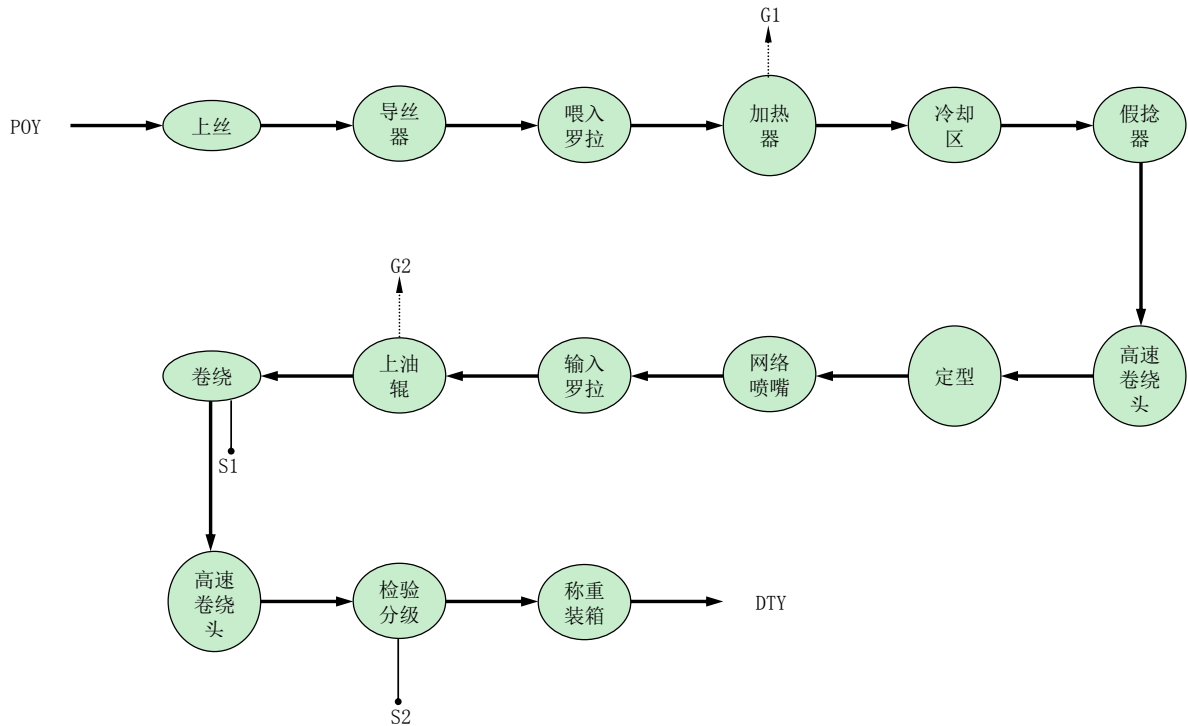 G1
POY
上丝
导丝
器
喂入
罗拉
加热
器
冷却
区
假捻
器
G2
卷绕
上油
辊
输入
罗拉
网络
喷嘴
定型
高速
卷绕
头
S1
高速
卷绕
头
检验
分级
称重
装箱
DTY
S2